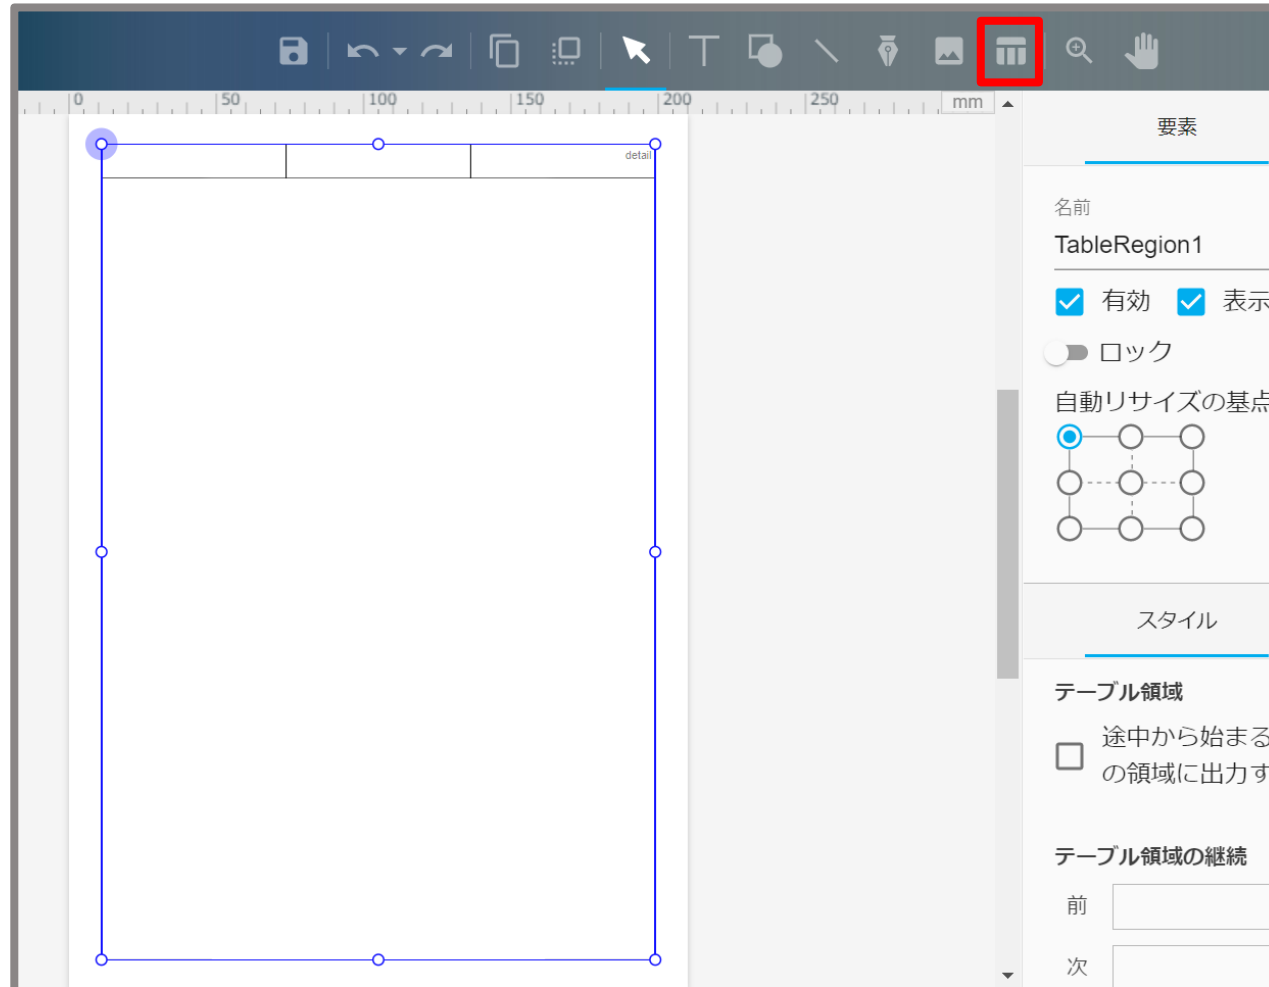 0 50 100 150 200 250 mm
detail
要素
名前
TableRegion1
有効 表示
ロック
自動リサイズの基点
スタイル
テーブル領域
途中から始まる
の領域に出力す
テーブル領域の継続
前
次